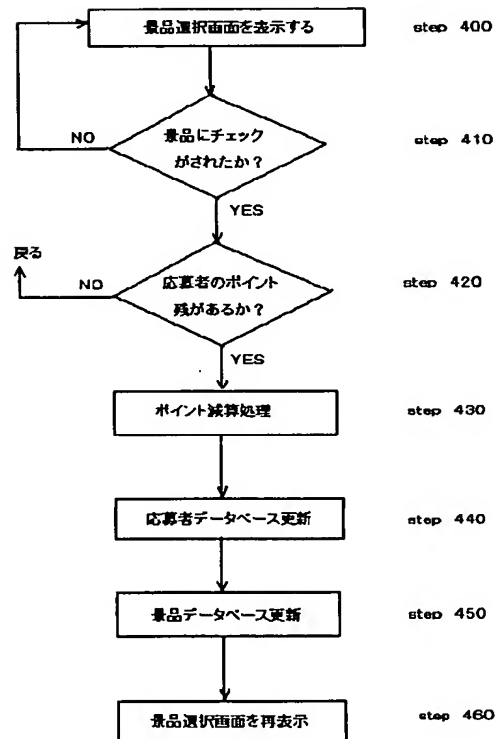 景品選択画面を表示する
step 400
景品にチェック
がされたか？
NO
step 410
YES
戻る
応募者のポイント
残があるか？
NO
step 420
YES
ポイント減算処理
step 430
応募者データベース更新
step 440
景品データベース更新
step 450
景品選択画面を再表示
step 460